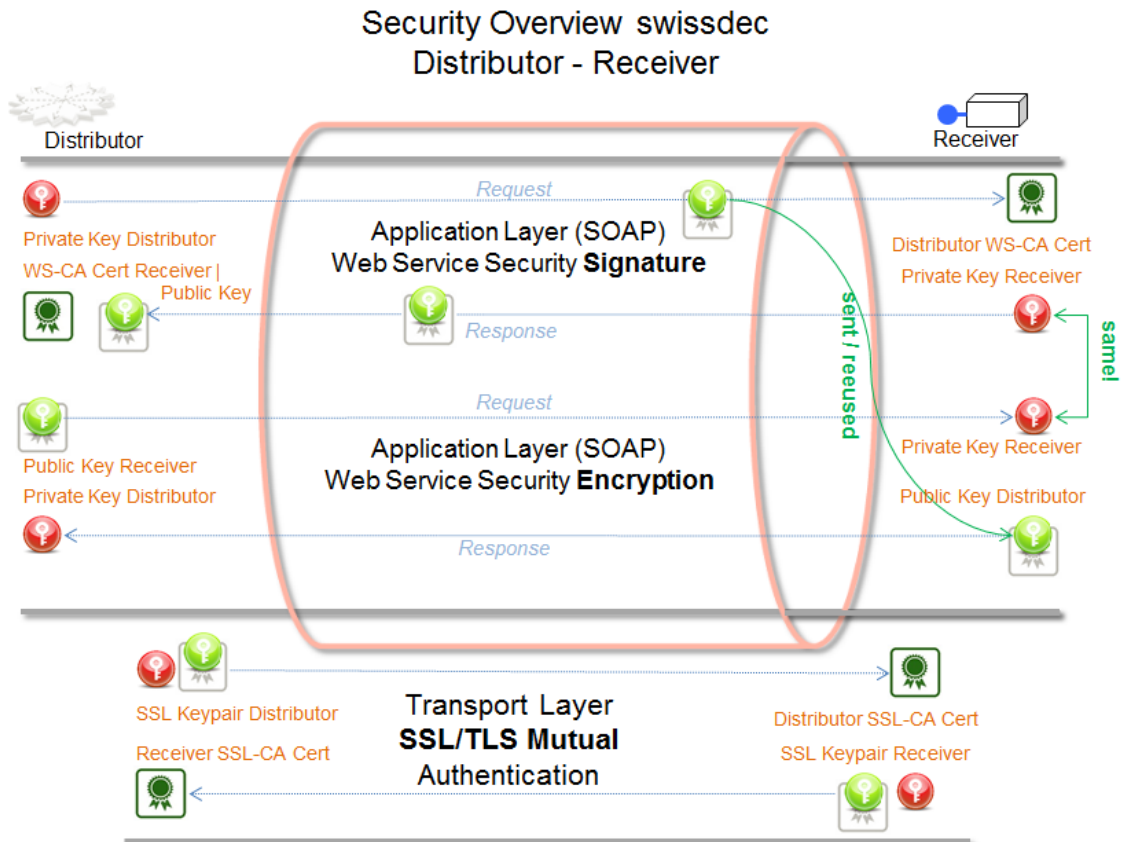 Security Overview swissdec
Distributor - Receiver
Distributor
Receiver
Request
Private Key Distributor
Application Layer (SOAP)
Distributor WS-CA Cert
WS-CA Cert Receiver |
Web Service Security Signature
Private Key Receiver
Public Key
Response
sent / reeused
same!
Request
Application Layer (SOAP)
Private Key Receiver
Public Key Receiver
Web Service Security Encryption
Private Key Distributor
Public Key Distributor
Response
SSL Keypair Distributor
Transport Layer
Distributor SSL-CA Cert
Receiver SSL-CA Cert
SSL/TLS Mutual
SSL Keypair Receiver
Authentication